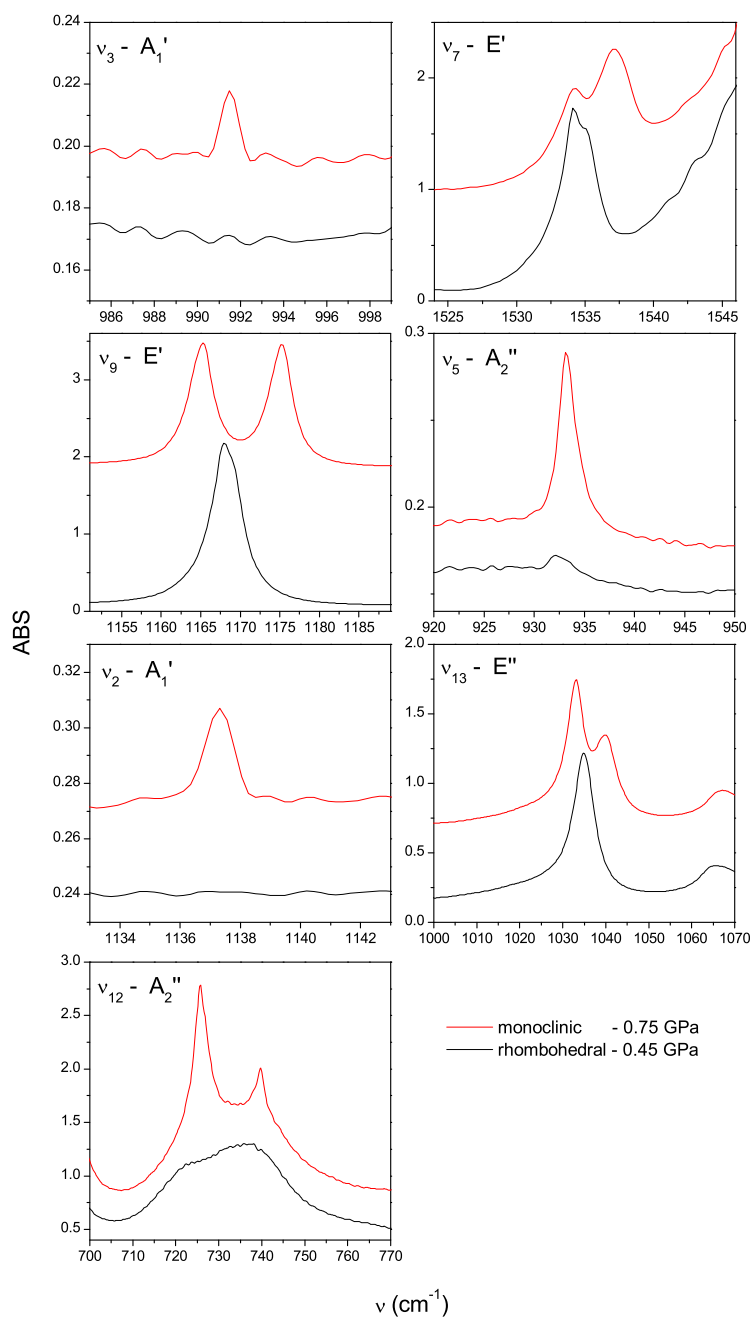 ν3 - A1'
0.24
0.22
0.20
0.18
0.16
986 988 990 992 994 996 998
ν7 - E'
2
1
0
1525 1530 1535 1540 1545
ν9 - E'
3
2
1
0
1155 1160 1165 1170 1175 1180 1185
ν5 - A2"
0.3
0.2
920 925 930 935 940 945 950
ABS
ν2 - A1'
0.32
0.30
0.28
0.26
0.24
1134 1136 1138 1140 1142
ν13 - E"
2.0
1.5
1.0
0.5
0.0
1000 1010 1020 1030 1040 1050 1060 1070
ν12 - A2"
3.0
2.5
2.0
1.5
1.0
0.5
700 710 720 730 740 750 760 770
monoclinic - 0.75 GPa
rhombohedral - 0.45 GPa
ν (cm-1)